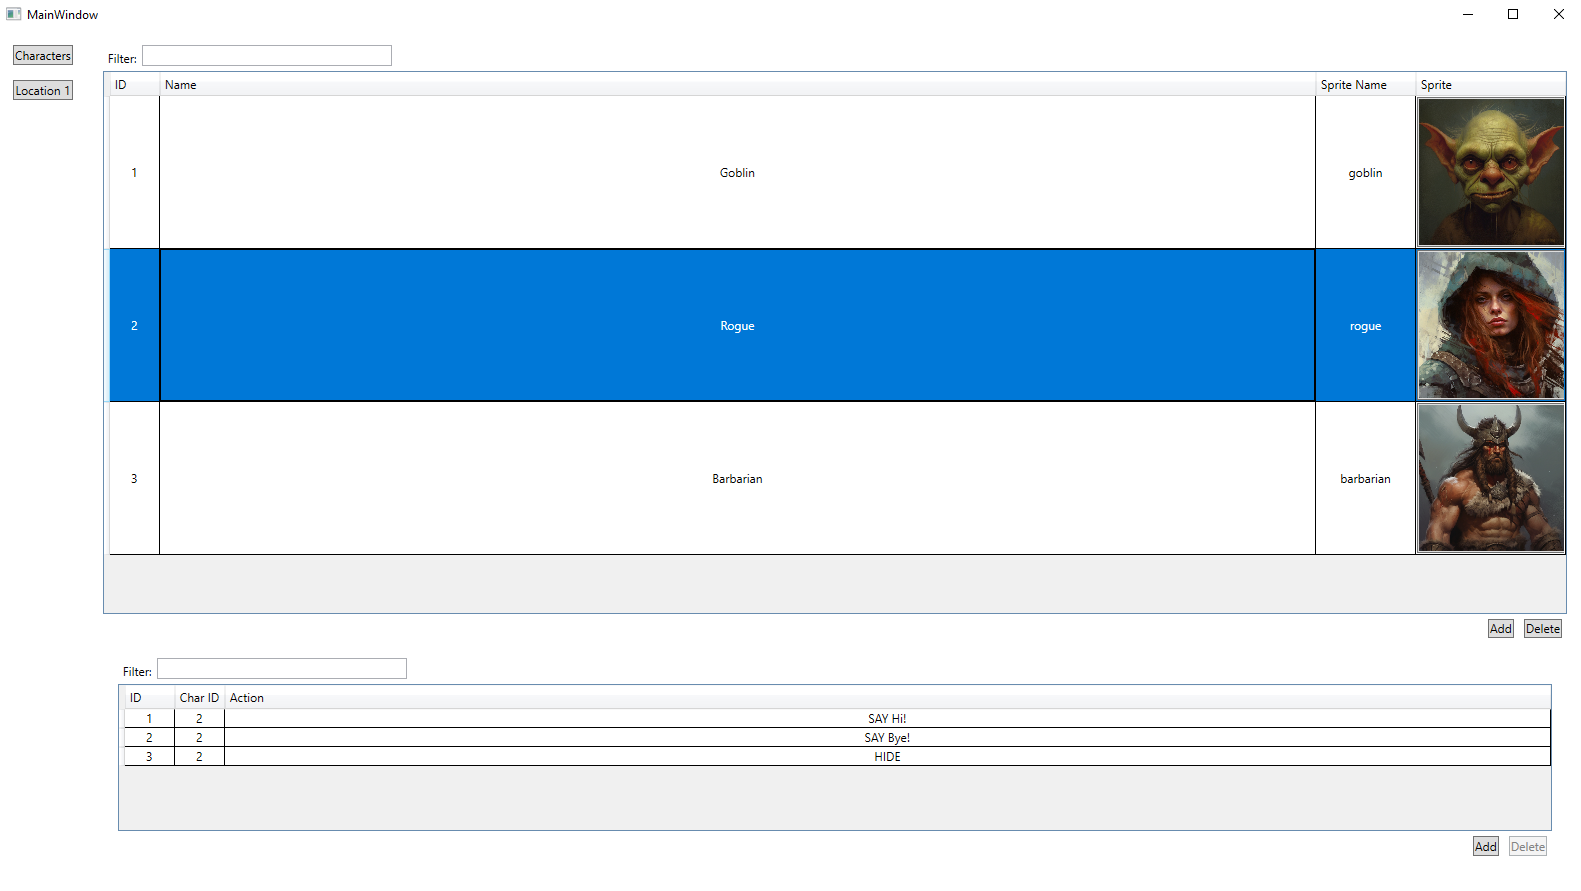 MainWindow
Characters
Location 1
Filter:
ID Name Sprite Name Sprite
1 Goblin goblin
2 Rogue rogue
3 Barbarian barbarian
Add Delete
Filter:
ID Char ID Action
1 2 SAY Hi!
2 2 SAY Bye!
3 2 HIDE
Add Delete